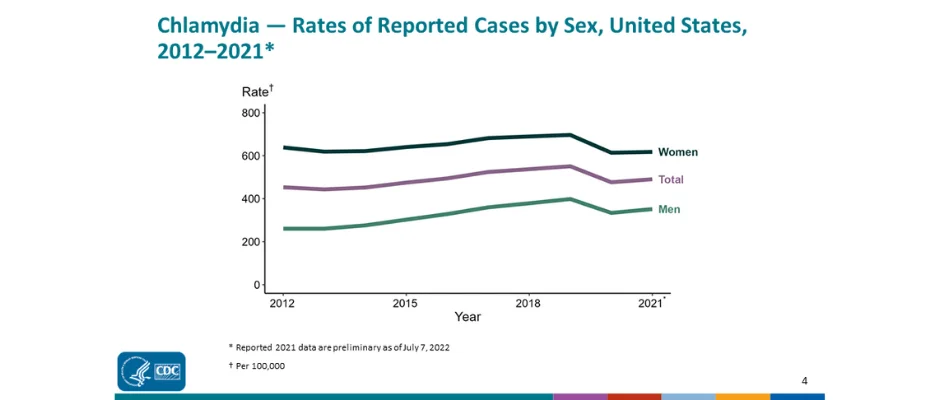 Chlamydia — Rates of Reported Cases by Sex, United States,
2012–2021*
Rate†
800
600
400
200
0
Women
Total
Men
2012 2015 2018 2021*
Year
* Reported 2021 data are preliminary as of July 7, 2022
† Per 100,000
CDC
4